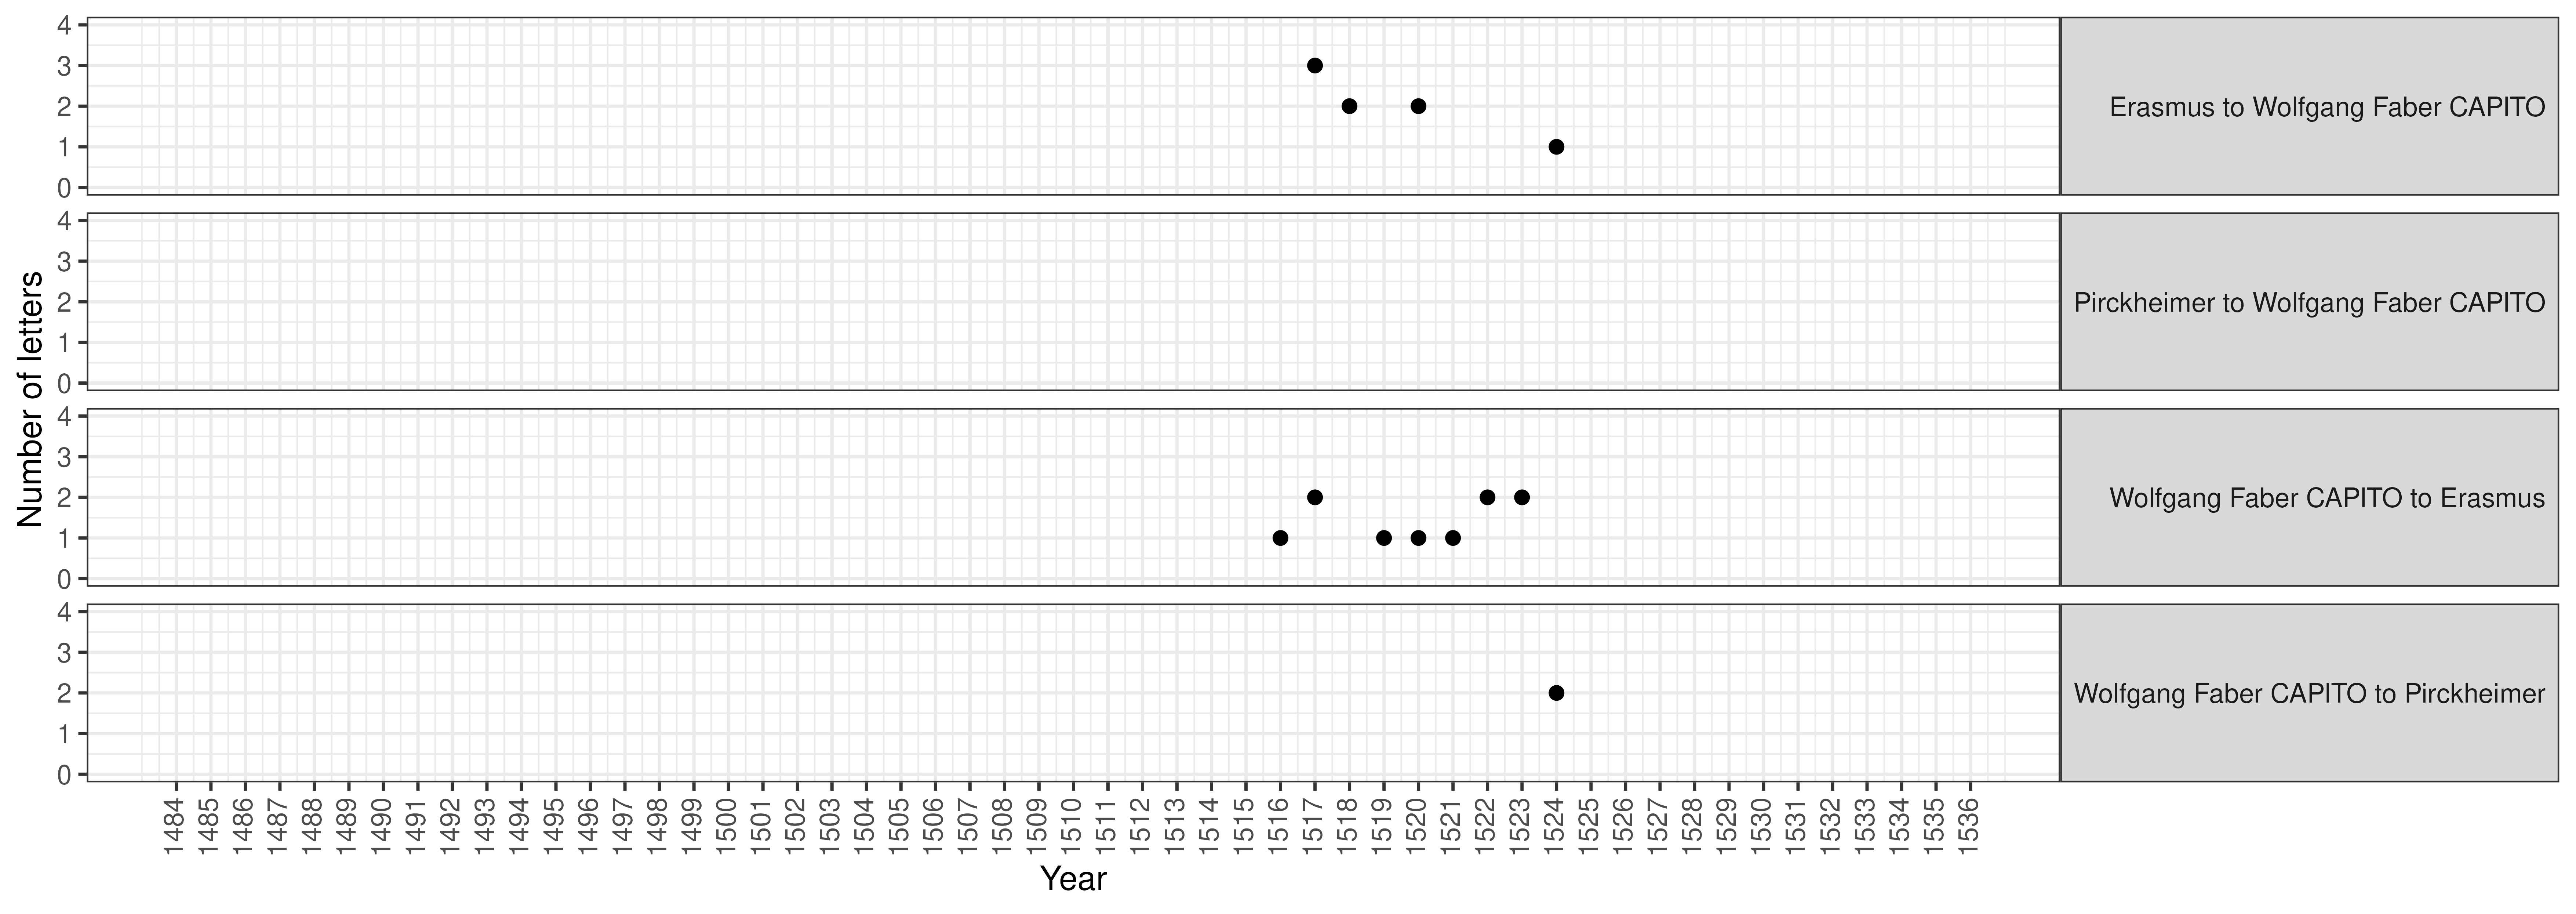 Number of letters
4
3
2
1
0
Erasmus to Wolfgang Faber CAPITO
4
3
2
1
0
Pirckheimer to Wolfgang Faber CAPITO
4
3
2
1
0
Wolfgang Faber CAPITO to Erasmus
4
3
2
1
0
Wolfgang Faber CAPITO to Pirckheimer
1484 1485 1486 1487 1488 1489 1490 1491 1492 1493 1494 1495 1496 1497 1498 1499 1500 1501 1502 1503 1504 1505 1506 1507 1508 1509 1510 1511 1512 1513 1514 1515 1516 1517 1518 1519 1520 1521 1522 1523 1524 1525 1526 1527 1528 1529 1530 1531 1532 1533 1534 1535 1536
Year